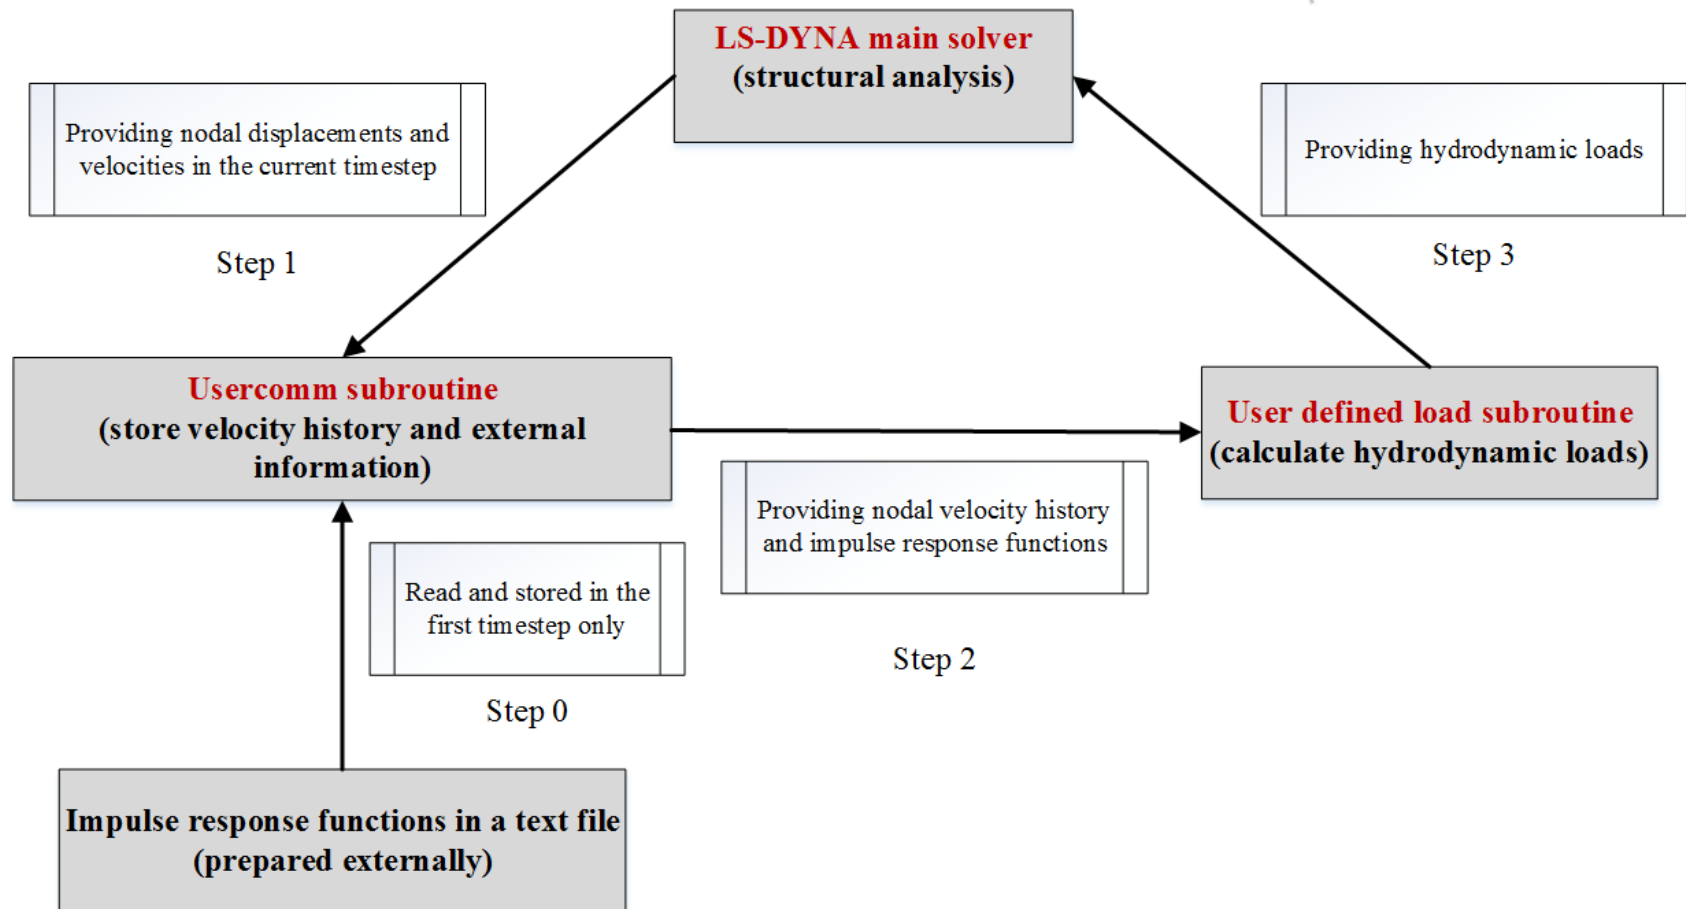 LS-DYNA main solver
(structural analysis)
Providing nodal displacements and
velocities in the current timestep
Step 1
Providing hydrodynamic loads
Step 3
Usercomm subroutine
(store velocity history and external
information)
User defined load subroutine
(calculate hydrodynamic loads)
Providing nodal velocity history
and impulse response functions
Step 2
Read and stored in the
first timestep only
Step 0
Impulse response functions in a text file
(prepared externally)